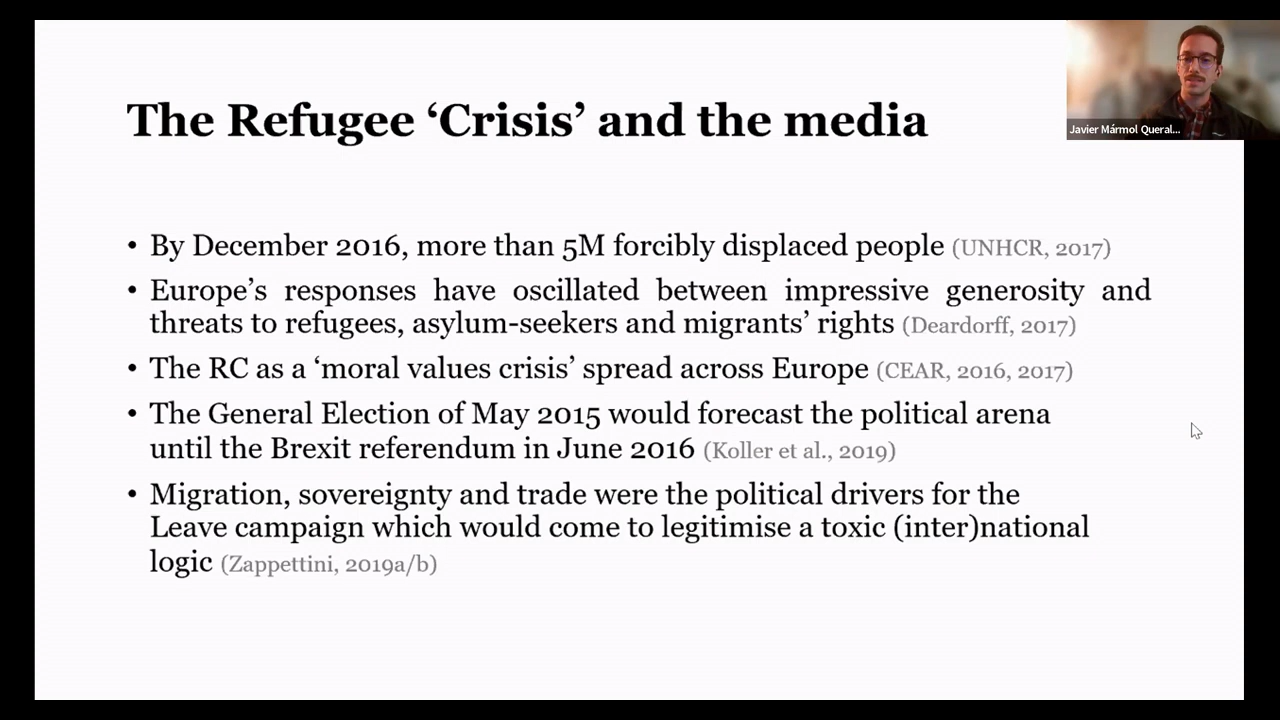 The Refugee ‘Crisis’ and the media
Javier Mármol Queral...
• By December 2016, more than 5M forcibly displaced people (UNHCR, 2017)
• Europe’s responses have oscillated between impressive generosity and
threats to refugees, asylum-seekers and migrants’ rights (Deardorff, 2017)
• The RC as a ‘moral values crisis’ spread across Europe (CEAR, 2016, 2017)
• The General Election of May 2015 would forecast the political arena
until the Brexit referendum in June 2016 (Koller et al., 2019)
• Migration, sovereignty and trade were the political drivers for the
Leave campaign which would come to legitimise a toxic (inter)national
logic (Zappettini, 2019a/b)